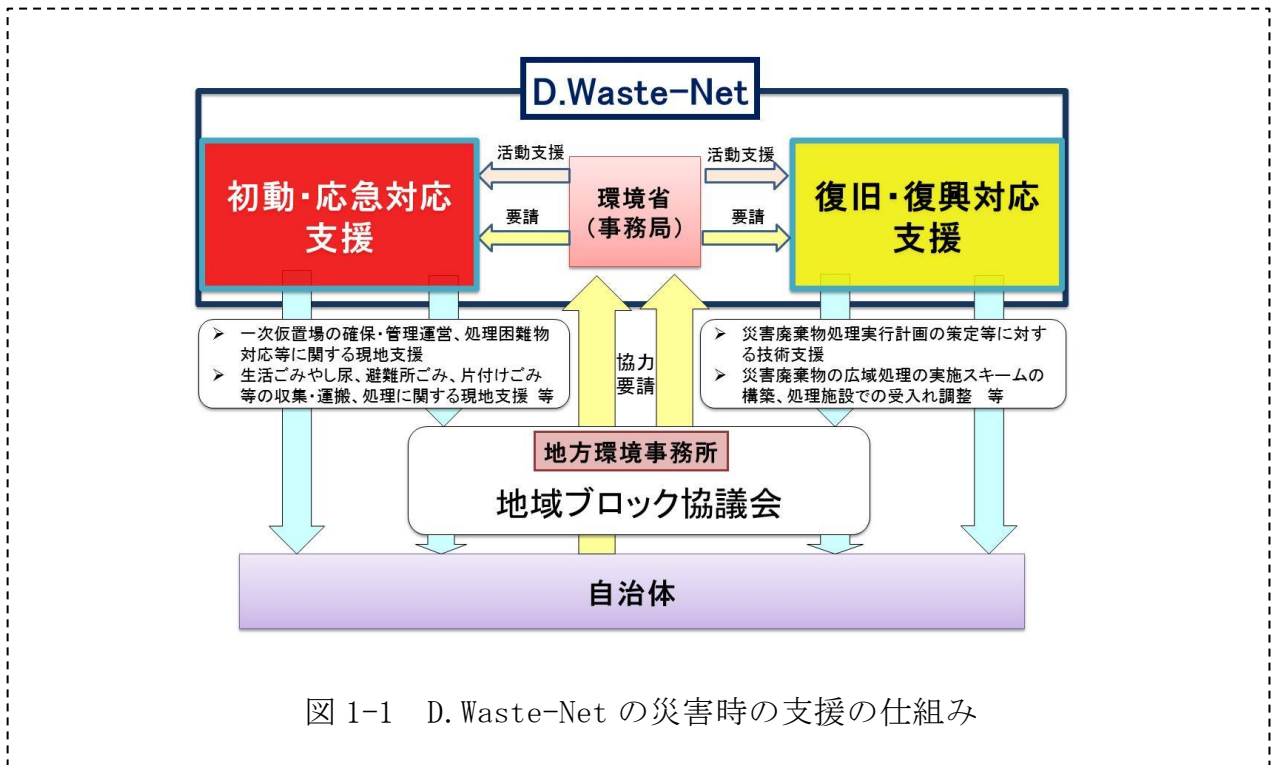 D.Waste-Net
初動・応急対応
支援
活動支援
要請
環境省
(事務局)
活動支援
要請
復旧・復興対応
支援
➢ 一次仮置場の確保・管理運営、処理困難物
対応等に関する現地支援
➢ 生活ごみやし尿、避難所ごみ、片付けごみ
等の収集・運搬、処理に関する現地支援 等
協力
要請
➢ 災害廃棄物処理実行計画の策定等に対す
る技術支援
➢ 災害廃棄物の広域処理の実施スキームの
構築、処理施設での受入れ調整 等
地方環境事務所
地域ブロック協議会
自治体
図 1-1 D.Waste-Net の災害時の支援の仕組み